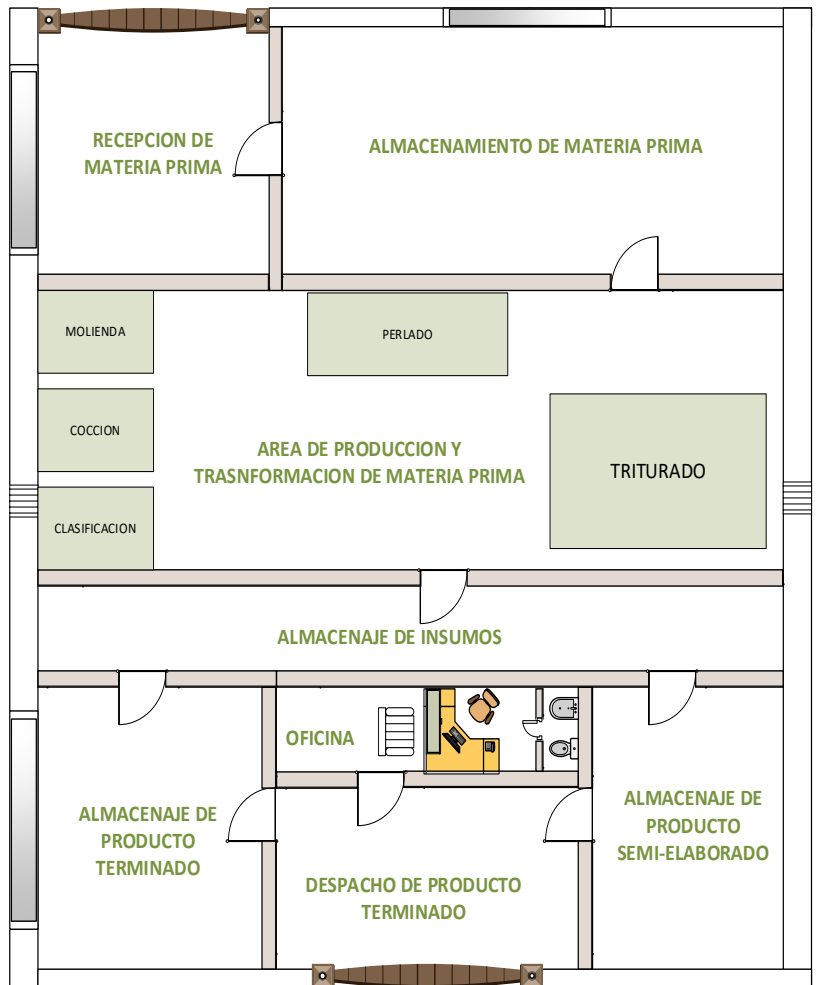 RECEPCION DE
MATERIA PRIMA
ALMACENAMIENTO DE MATERIA PRIMA
MOLIENDA
PERLADO
COCCION
AREA DE PRODUCCION Y
TRASNFORMACION DE MATERIA PRIMA
TRITURADO
CLASIFICACION
ALMACENAJE DE INSUMOS
OFICINA
ALMACENAJE DE
PRODUCTO
TERMINADO
DESPACHO DE PRODUCTO
TERMINADO
ALMACENAJE DE
PRODUCTO
SEMI-ELABORADO